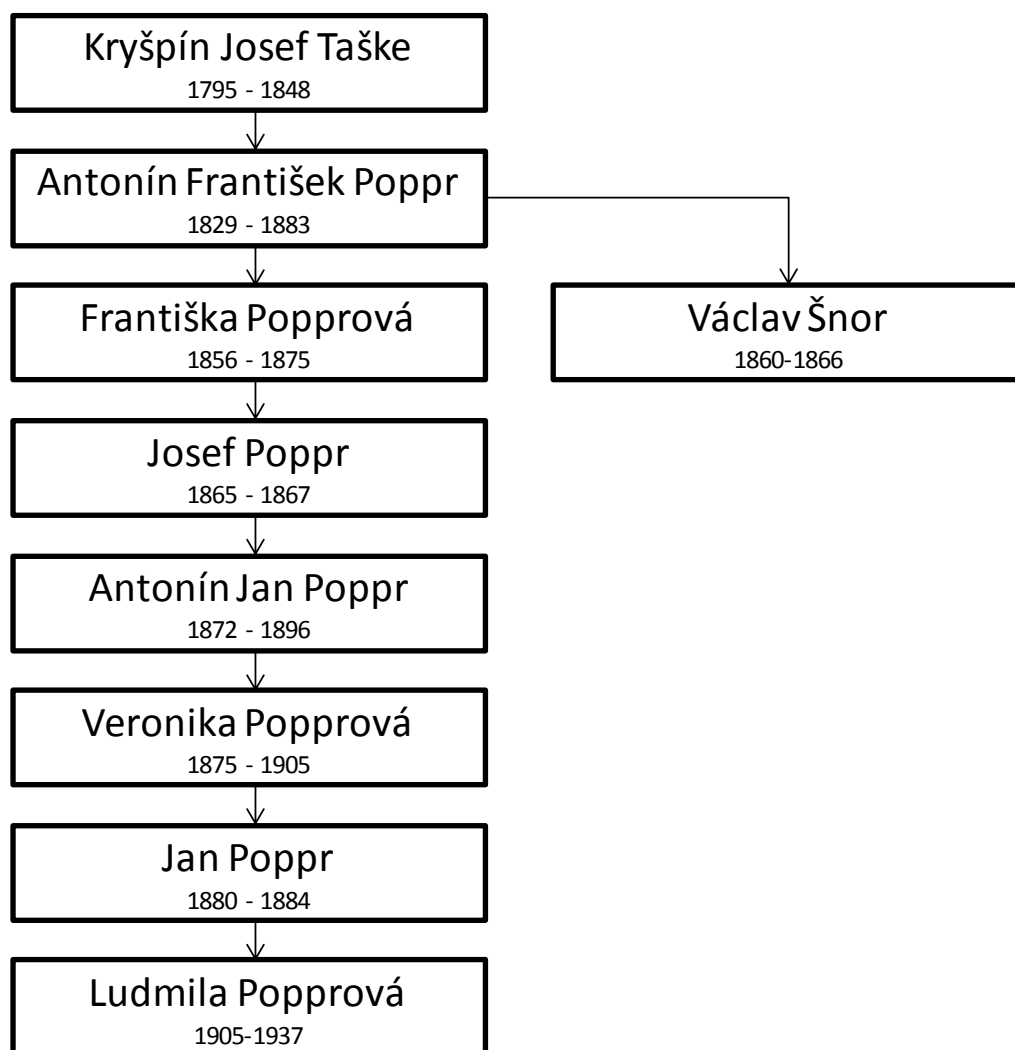 Kryšpín Josef Taške
1795 - 1848
Antonín František Poppr
1829 - 1883
Františka Popprová
1856 - 1875
Václav Šnor
1860-1866
Josef Poppr
1865 - 1867
Antonín Jan Poppr
1872 - 1896
Veronika Popprová
1875 - 1905
Jan Poppr
1880 - 1884
Ludmila Popprová
1905-1937